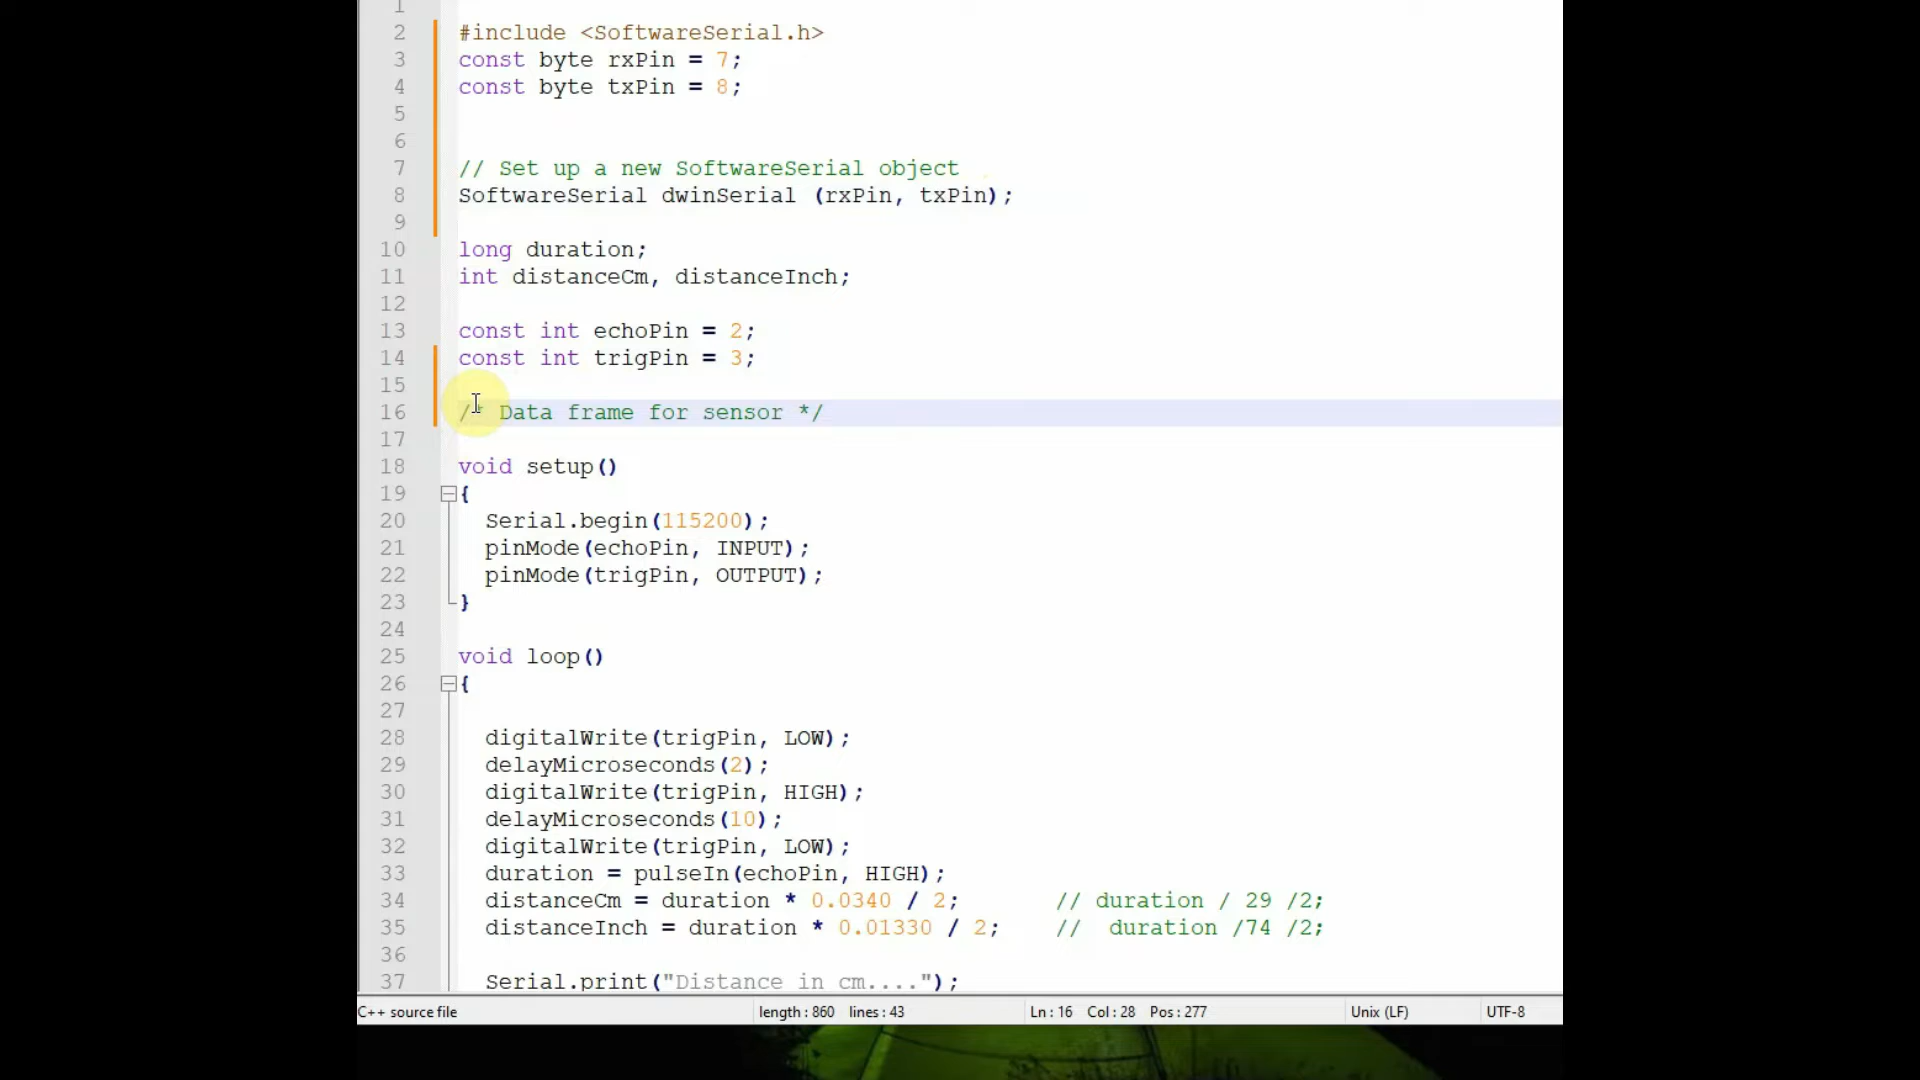 1
2 #include <SoftwareSerial.h>
3 const byte rxPin = 7;
4 const byte txPin = 8;
5
6
7 // Set up a new SoftwareSerial object
8 SoftwareSerial dwinSerial (rxPin, txPin);
9
10 long duration;
11 int distanceCm, distanceInch;
12
13 const int echoPin = 2;
14 const int trigPin = 3;
15
16 /* Data frame for sensor */
17
18 void setup()
19 {
20 Serial.begin(115200);
21 pinMode(echoPin, INPUT);
22 pinMode(trigPin, OUTPUT);
23 }
24
25 void loop()
26 {
27
28 digitalWrite(trigPin, LOW);
29 delayMicroseconds(2);
30 digitalWrite(trigPin, HIGH);
31 delayMicroseconds(10);
32 digitalWrite(trigPin, LOW);
33 duration = pulseIn(echoPin, HIGH);
34 distanceCm = duration * 0.0340 / 2; // duration / 29 /2;
35 distanceInch = duration * 0.01330 / 2; // duration /74 /2;
36
37 Serial.print("Distance in cm....");
C++ source file length : 860 lines : 43 Ln : 16 Col : 28 Pos : 277 Unix (LF) UTF-8